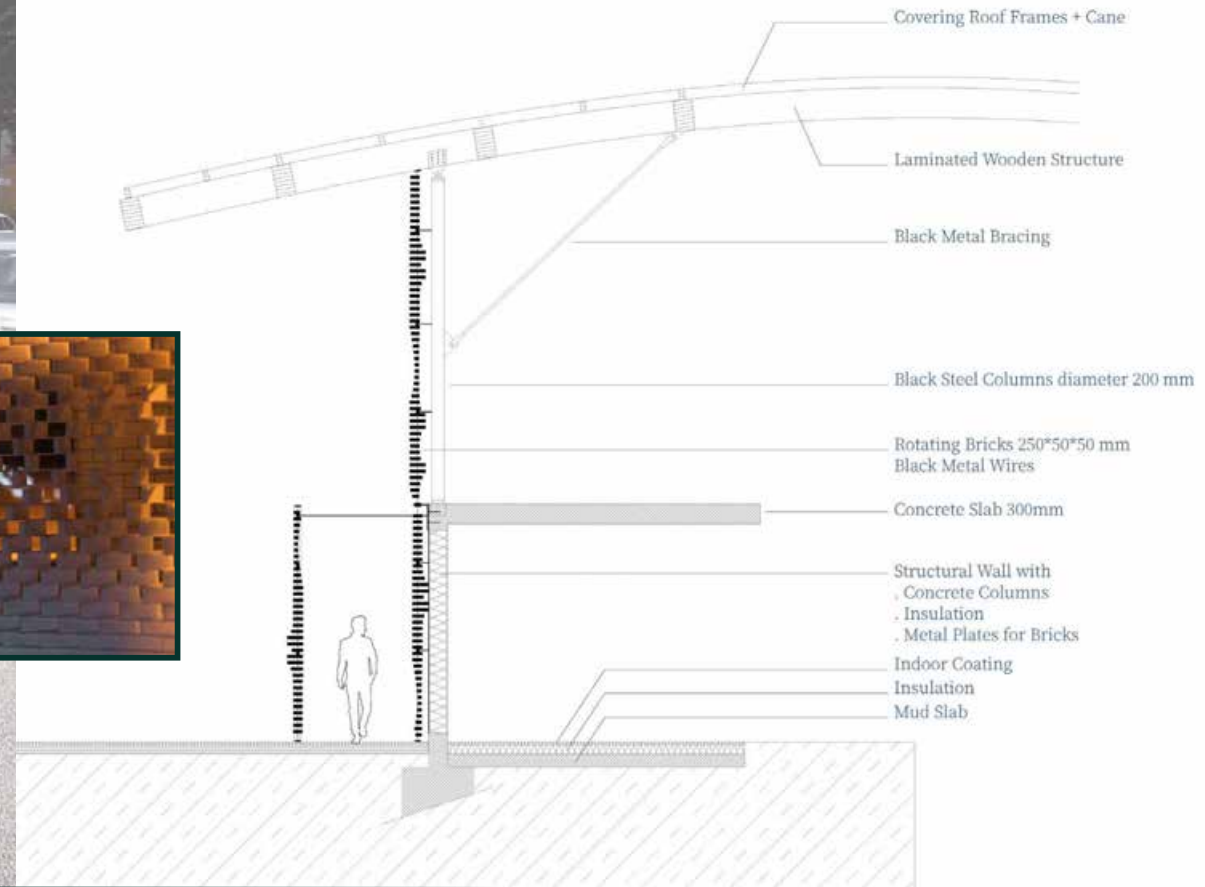 Covering Roof Frames + Cane
Laminated Wooden Structure
Black Metal Bracing
Black Steel Columns diameter 200 mm
Rotating Bricks 250*50*50 mm
Black Metal Wires
Concrete Slab 300mm
Structural Wall with
. Concrete Columns
. Insulation
. Metal Plates for Bricks
Indoor Coating
Insulation
Mud Slab